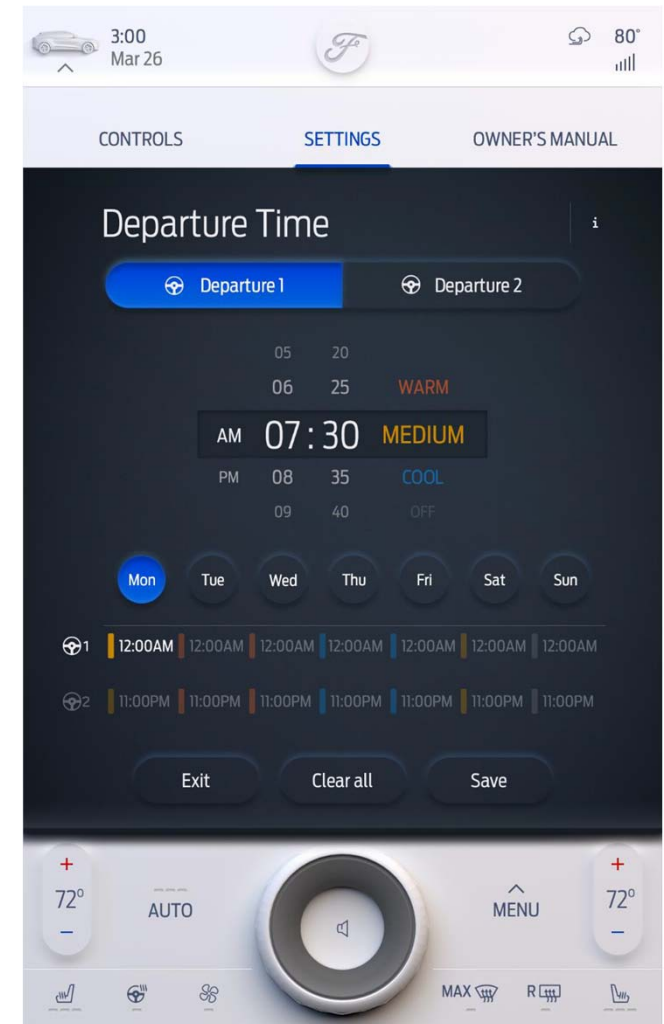 3:00
Mar 26
80°
CONTROLS SETTINGS OWNER'S MANUAL
Departure Time i
Departure 1 Departure 2
05 20
06 25 WARM
AM 07 : 30 MEDIUM
PM 08 35 COOL
09 40 OFF
Mon Tue Wed Thu Fri Sat Sun
1 12:00AM 12:00AM 12:00AM 12:00AM 12:00AM 12:00AM 12:00AM
2 11:00PM 11:00PM 11:00PM 11:00PM 11:00PM 11:00PM 11:00PM
Exit Clear all Save
+ +
72° AUTO MENU 72°
– –
MAX R